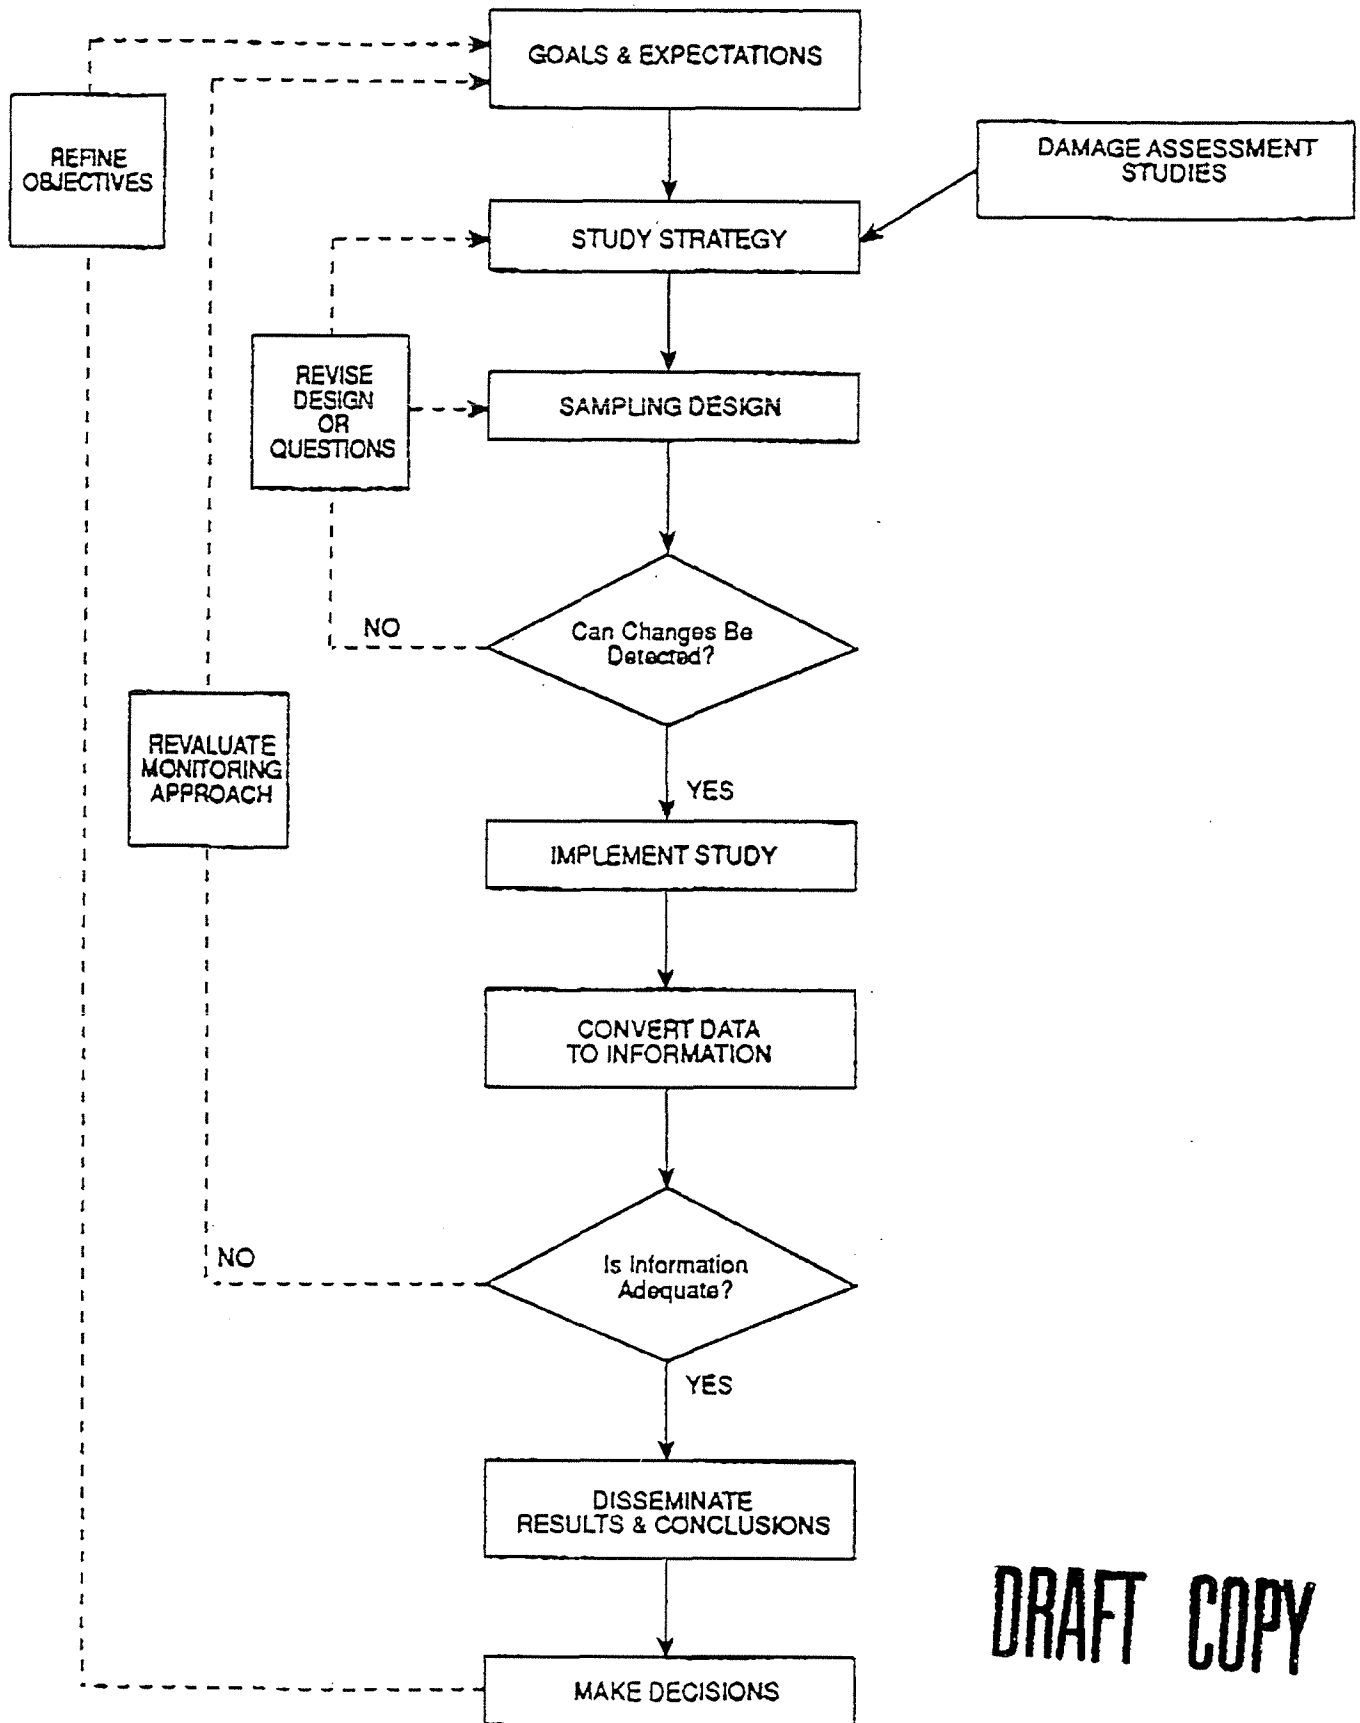 GOALS & EXPECTATIONS
REFINE
OBJECTIVES
DAMAGE ASSESSMENT
STUDIES
STUDY STRATEGY
REVISE
DESIGN
OR
QUESTIONS
SAMPLING DESIGN
NO
Can Changes Be
Detected?
REVALUATE
MONITORING
APPROACH
YES
IMPLEMENT STUDY
CONVERT DATA
TO INFORMATION
NO
Is Information
Adequate?
YES
DISSEMINATE
RESULTS & CONCLUSIONS
DRAFT COPY
MAKE DECISIONS